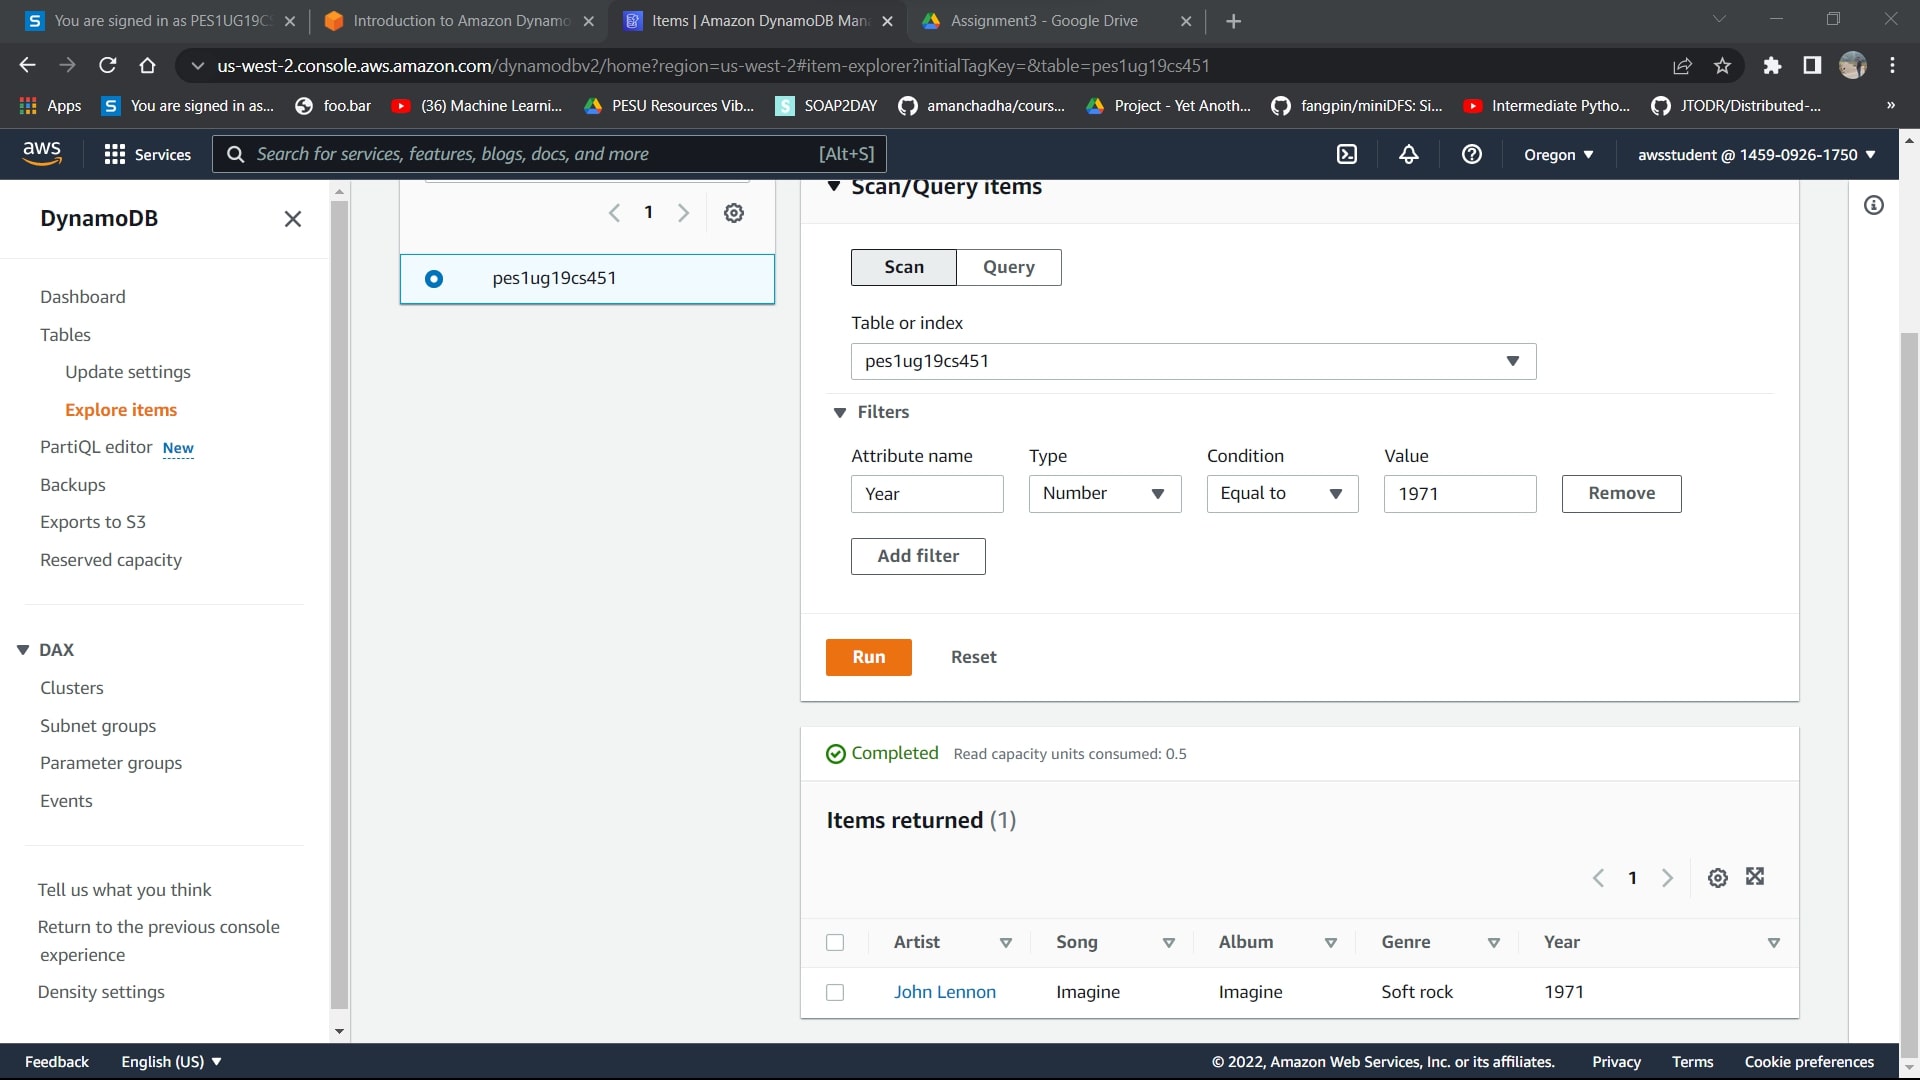 You are signed in as PES1UG19CS
Introduction to Amazon Dynamo
Items | Amazon DynamoDB Mana
Assignment3 - Google Drive
us-west-2.console.aws.amazon.com/dynamodbv2/home?region=us-west-2#item-explorer?initialTagKey=&table=pes1ug19cs451
Apps
You are signed in as...
foo.bar
(36) Machine Learni...
PESU Resources Vib...
SOAP2DAY
amanchadha/cours...
Project - Yet Anoth...
fangpin/miniDFS: Si...
Intermediate Pytho...
JTODR/Distributed-...
»
aws
Services
Search for services, features, blogs, docs, and more
[Alt+S]
Oregon
awsstudent @ 1459-0926-1750
DynamoDB
Dashboard
Tables
Update settings
Explore items
PartiQL editor New
Backups
Exports to S3
Reserved capacity
DAX
Clusters
Subnet groups
Parameter groups
Events
Tell us what you think
Return to the previous console
experience
Density settings
1
pes1ug19cs451
Scan/Query items
Scan
Query
Table or index
pes1ug19cs451
Filters
Attribute name Type Condition Value
Year Number Equal to 1971 Remove
Add filter
Run Reset
Completed Read capacity units consumed: 0.5
Items returned (1)
1
Artist Song Album Genre Year
John Lennon Imagine Imagine Soft rock 1971
Feedback English (US) © 2022, Amazon Web Services, Inc. or its affiliates. Privacy Terms Cookie preferences